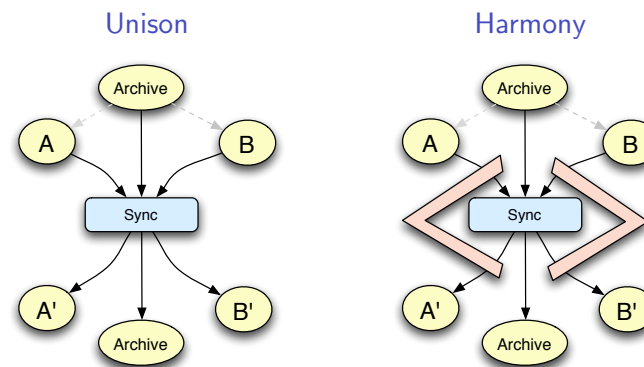 Unison Harmony
Archive Archive
A B A B
Sync Sync
A' B' A' B'
Archive Archive